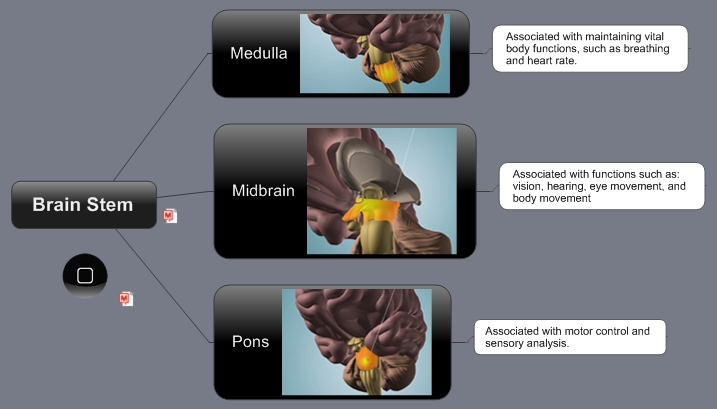 Medulla
Associated with maintaining vital
body functions, such as breathing
and heart rate.
Midbrain
Associated with functions such as:
vision, hearing, eye movement, and
body movement
Brain Stem
Pons
Associated with motor control and
sensory analysis.